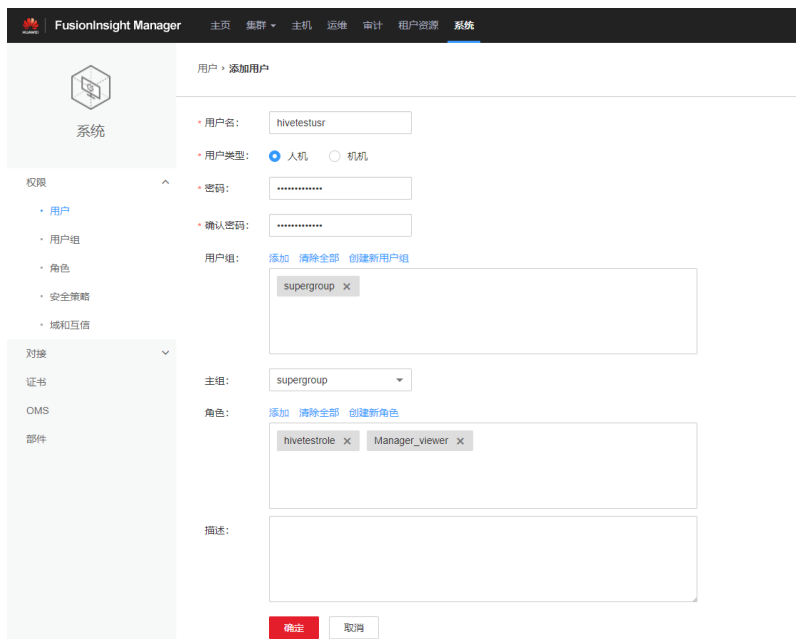 HUAWEI FusionInsight Manager 主页 集群 主机 运维 审计 租户资源 系统
系统
权限
用户
用户组
角色
安全策略
域和互信
对接
证书
OMS
部件
用户 › 添加用户
* 用户名： hivetestusr
* 用户类型： 人机 机机
* 密码： •••••••••••••
* 确认密码： •••••••••••••
用户组： 添加 清除全部 创建新用户组
supergroup ×
主组： supergroup
角色： 添加 清除全部 创建新角色
hivetestrole × Manager_viewer ×
描述：
确定 取消